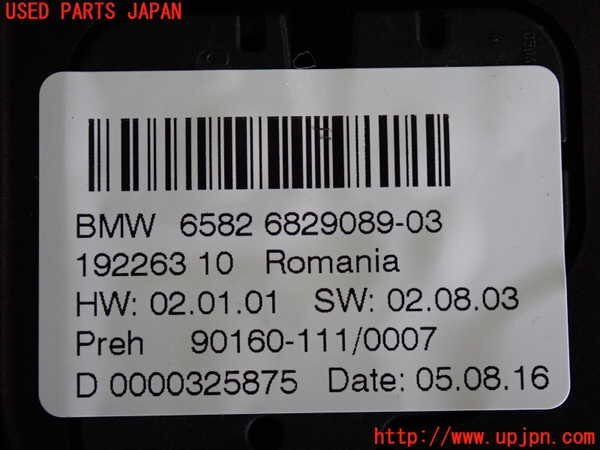 USED PARTS JAPAN
BMW 6582 6829089-03
192263 10 Romania
HW: 02.01.01 SW: 02.08.03
Preh 90160-111/0007
D 0000325875 Date: 05.08.16
http://www.upjpn.com/